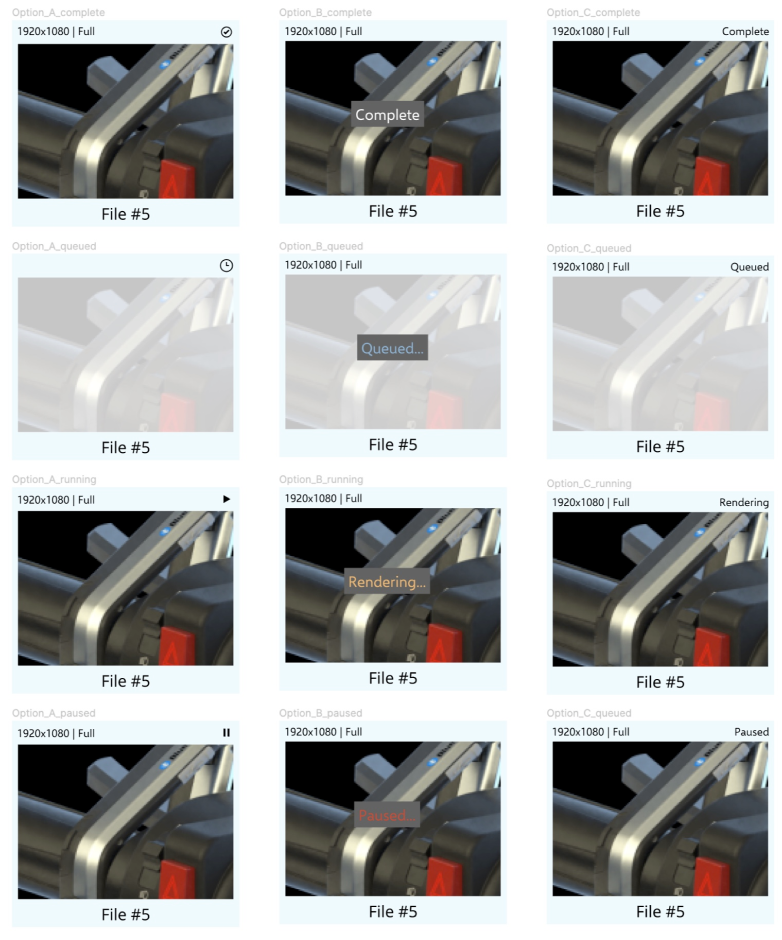 Option_A_complete
1920x1080 | Full
File #5
Option_B_complete
1920x1080 | Full
Complete
File #5
Option_C_complete
1920x1080 | Full Complete
File #5
Option_A_queued
File #5
Option_B_queued
1920x1080 | Full
Queued...
File #5
Option_C_queued
1920x1080 | Full Queued
File #5
Option_A_running
1920x1080 | Full
File #5
Option_B_running
1920x1080 | Full
Rendering...
File #5
Option_C_running
1920x1080 | Full Rendering
File #5
Option_A_paused
1920x1080 | Full
File #5
Option_B_paused
1920x1080 | Full
Paused...
File #5
Option_C_queued
1920x1080 | Full Paused
File #5